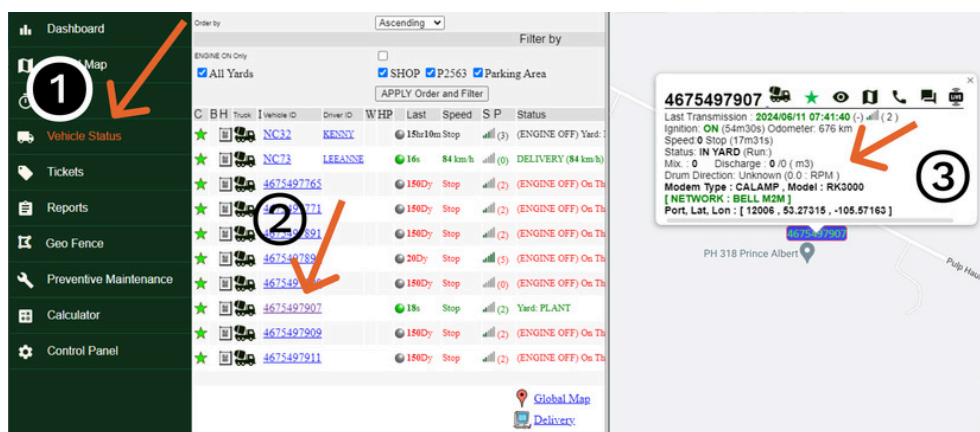 Dashboard
Map
1
Vehicle Status
Tickets
Reports
Geo Fence
Preventive Maintenance
Calculator
Control Panel
Order by Ascending
Filter by
ENGINE ON Only
All Yards SHOP P2563 Parking Area
APPLY Order and Filter
C B H Truck I Vehicle ID Driver ID W HP Last Speed S P Status
NC32 KENNY 15hr10m Stop (3) (ENGINE OFF) Yard:
NC73 LEEANNE 16s 84 km/h (0) DELIVERY (84 km/h)
4675497765 150Dy Stop (2) (ENGINE OFF) On Th
771 150Dy Stop (2) (ENGINE OFF) On Th
2
891 150Dy Stop (2) (ENGINE OFF) On Th
20Dy Stop (5) (ENGINE OFF) On Th
150Dy Stop (0) (ENGINE OFF) On Th
4675497907 18s Stop (2) Yard: PLANT
4675497909 150Dy Stop (2) (ENGINE OFF) On Th
4675497911 150Dy Stop (2) (ENGINE OFF) On Th
Global Map
Delivery
4675497907 LIVE
Last Transmission : 2024/06/11 07:41:40 (-) ( 2 )
Ignition: ON (54m30s) Odometer: 676 km
Speed:0 Stop (17m31s)
Status: IN YARD (Run:)
Mix. : 0 Discharge : 0 /0 ( m3)
Drum Direction: Unknown (0.0 : RPM )
Modem Type : CALAMP , Model : RK3000
[ NETWORK : BELL M2M ]
Port, Lat, Lon : [ 12006 , 53.27315 , -105.57163 ]
3
4675497907
PH 318 Prince Albert
Pulp Hau